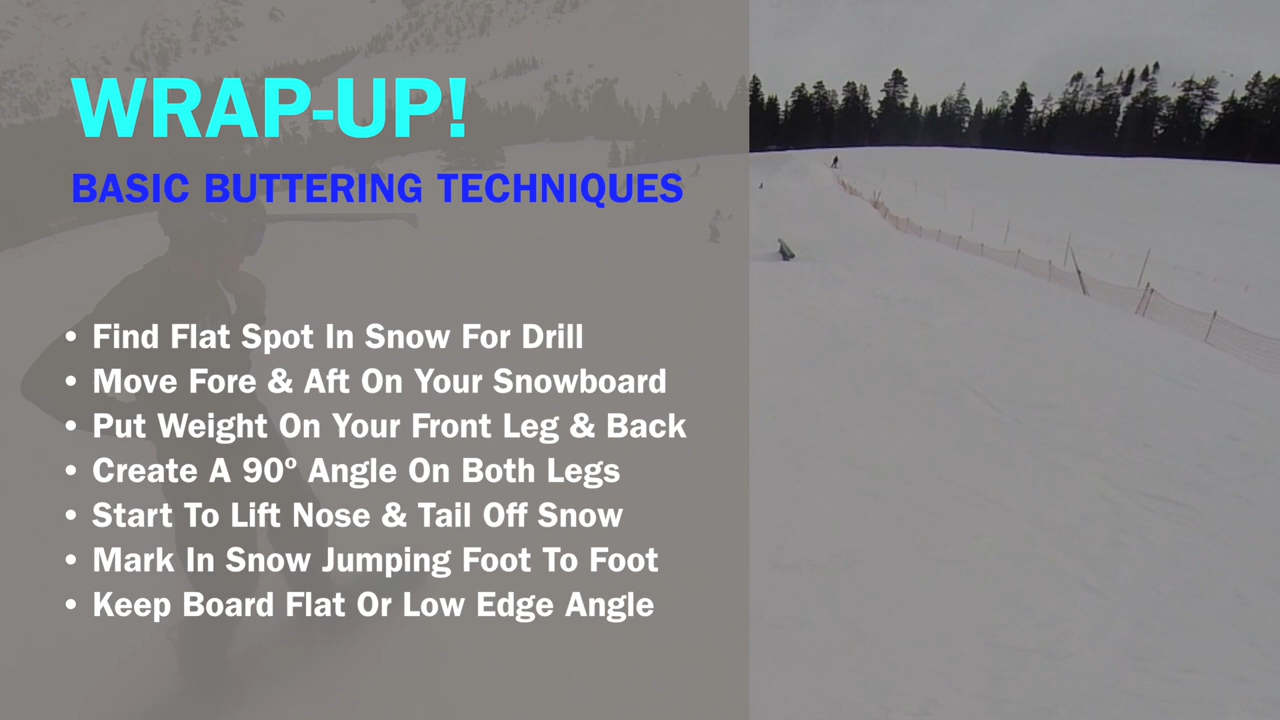 WRAP-UP!
BASIC BUTTERING TECHNIQUES
• Find Flat Spot In Snow For Drill
• Move Fore & Aft On Your Snowboard
• Put Weight On Your Front Leg & Back
• Create A 90º Angle On Both Legs
• Start To Lift Nose & Tail Off Snow
• Mark In Snow Jumping Foot To Foot
• Keep Board Flat Or Low Edge Angle